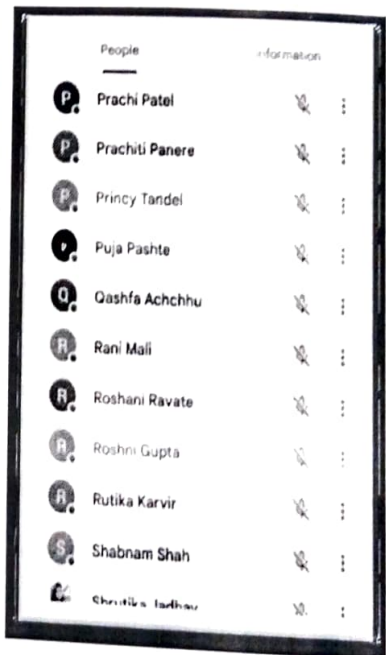 People
information
P Prachi Patel
P Prachiti Panere
P Princy Tandel
P Puja Pashte
Q Qashfa Achchhu
R Rani Mali
R Roshani Ravate
R Roshni Gupta
R Rutika Karvir
S Shabnam Shah
Shrutika Jadhav